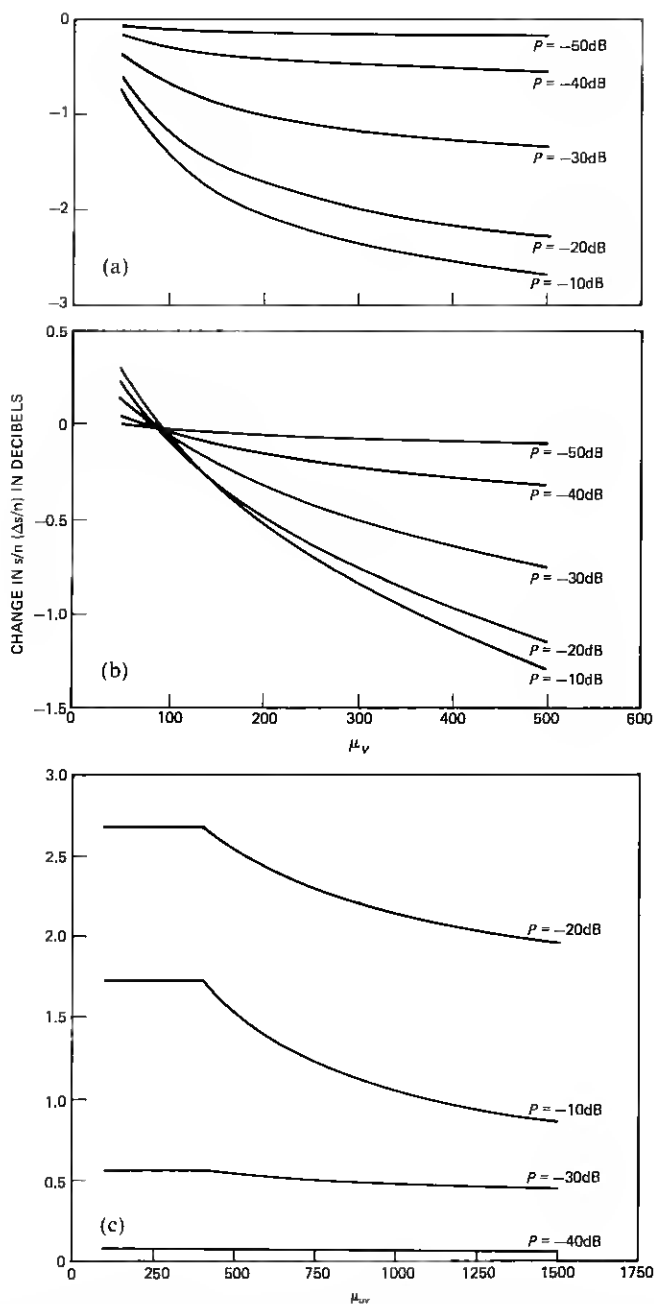 0
−1
−2
−3
(a)
P = −50dB
P = −40dB
P = −30dB
P = −20dB
P = −10dB
CHANGE IN s/n (Δs/n) IN DECIBELS
0.5
0
−0.5
−1.0
−1.5
(b)
P = −50dB
P = −40dB
P = −30dB
P = −20dB
P = −10dB
0 100 200 300 400 500 600
μv
3.0
2.5
2.0
1.5
1.0
0.5
0
(c)
P = −20dB
P = −10dB
P = −30dB
P = −40dB
0 250 500 750 1000 1250 1500 1750
μuv